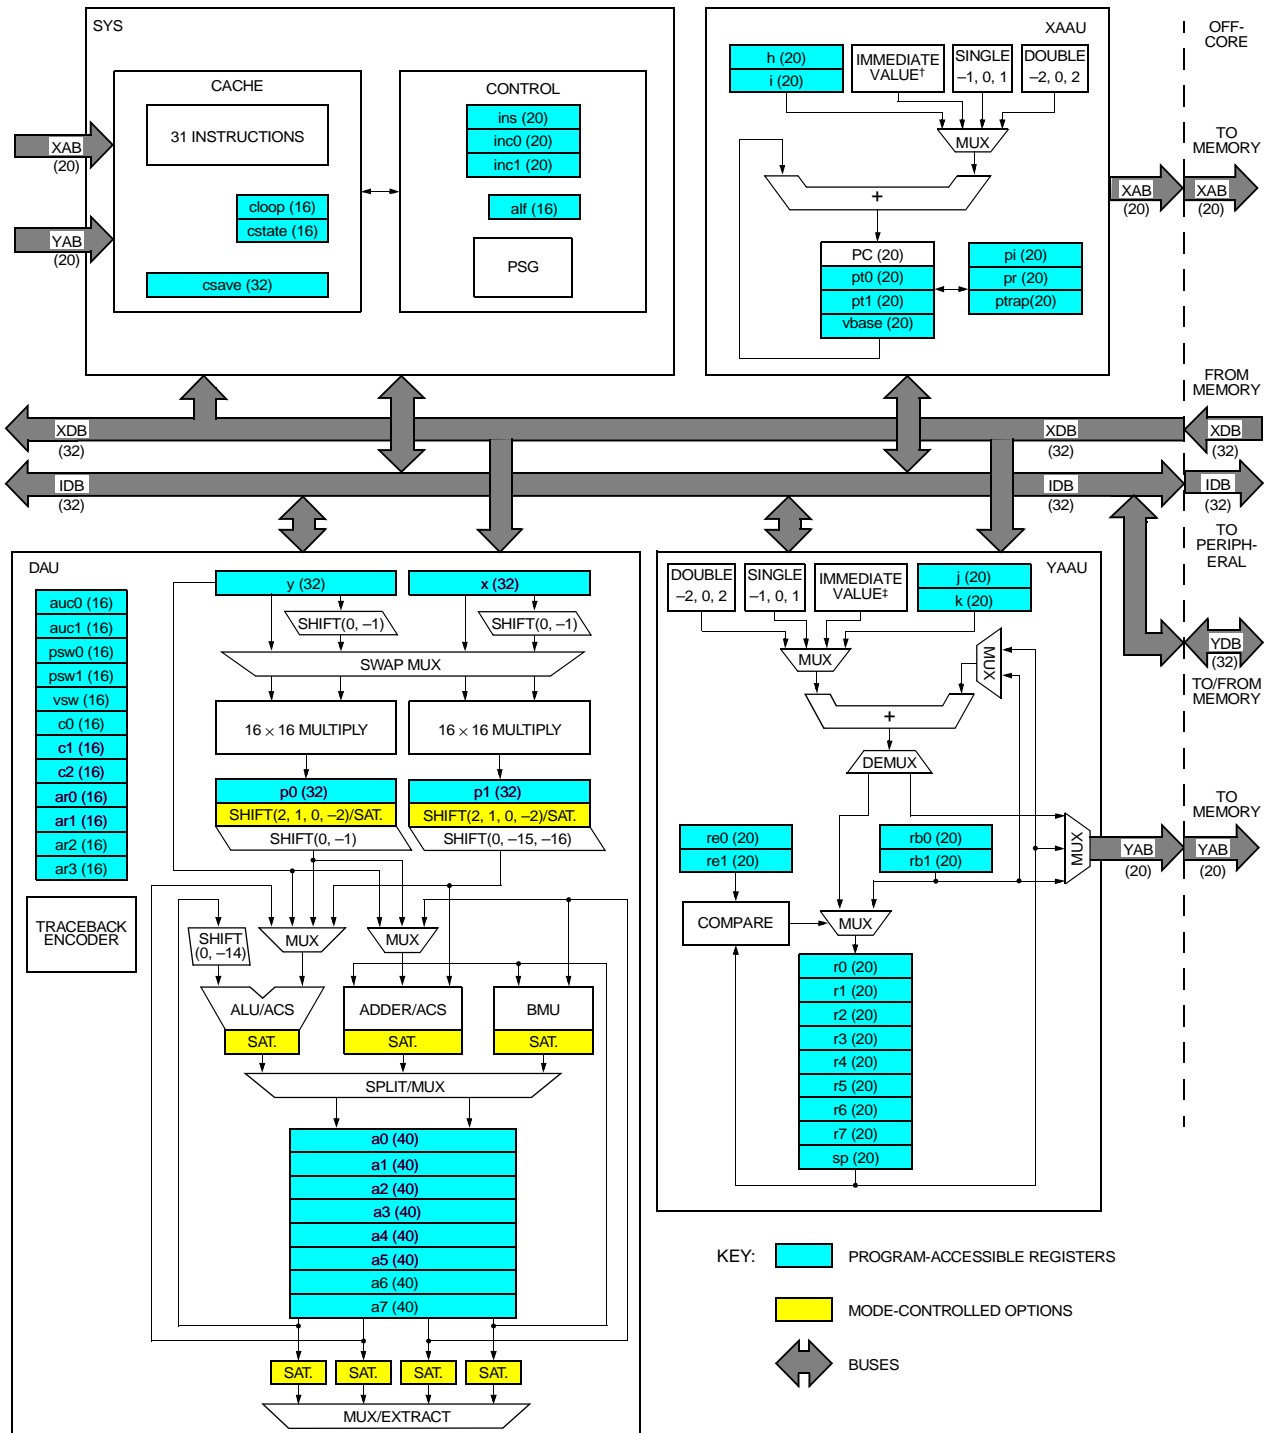 SYS
CACHE
31 INSTRUCTIONS
cloop (16)
cstate (16)
csave (32)
CONTROL
ins (20)
inc0 (20)
inc1 (20)
alf (16)
PSG
XAB
(20)
YAB
(20)
XAAU
h (20)
i (20)
IMMEDIATE
VALUE†
SINGLE
–1, 0, 1
DOUBLE
–2, 0, 2
MUX
+
PC (20)
pt0 (20)
pt1 (20)
vbase (20)
pi (20)
pr (20)
ptrap(20)
OFF-
CORE
TO
MEMORY
XAB
(20)
XAB
(20)
FROM
MEMORY
XDB
(32)
XDB
(32)
XDB
(32)
IDB
(32)
IDB
(32)
IDB
(32)
TO
PERIPH-
ERAL
YDB
(32)
TO/FROM
MEMORY
TO
MEMORY
YAB
(20)
YAB
(20)
DAU
auc0 (16)
auc1 (16)
psw0 (16)
psw1 (16)
vsw (16)
c0 (16)
c1 (16)
c2 (16)
ar0 (16)
ar1 (16)
ar2 (16)
ar3 (16)
TRACEBACK
ENCODER
y (32)
x (32)
SHIFT(0, –1)
SHIFT(0, –1)
SWAP MUX
16 × 16 MULTIPLY
16 × 16 MULTIPLY
p0 (32)
SHIFT(2, 1, 0, –2)/SAT.
SHIFT(0, –1)
p1 (32)
SHIFT(2, 1, 0, –2)/SAT.
SHIFT(0, –15, –16)
SHIFT
(0, –14)
MUX
MUX
ALU/ACS
SAT.
ADDER/ACS
SAT.
BMU
SAT.
SPLIT/MUX
a0 (40)
a1 (40)
a2 (40)
a3 (40)
a4 (40)
a5 (40)
a6 (40)
a7 (40)
SAT.
SAT.
SAT.
SAT.
MUX/EXTRACT
YAAU
DOUBLE
–2, 0, 2
SINGLE
–1, 0, 1
IMMEDIATE
VALUE‡
j (20)
k (20)
MUX
MUX
+
DEMUX
re0 (20)
re1 (20)
rb0 (20)
rb1 (20)
MUX
COMPARE
MUX
r0 (20)
r1 (20)
r2 (20)
r3 (20)
r4 (20)
r5 (20)
r6 (20)
r7 (20)
sp (20)
KEY:
PROGRAM-ACCESSIBLE REGISTERS
MODE-CONTROLLED OPTIONS
BUSES